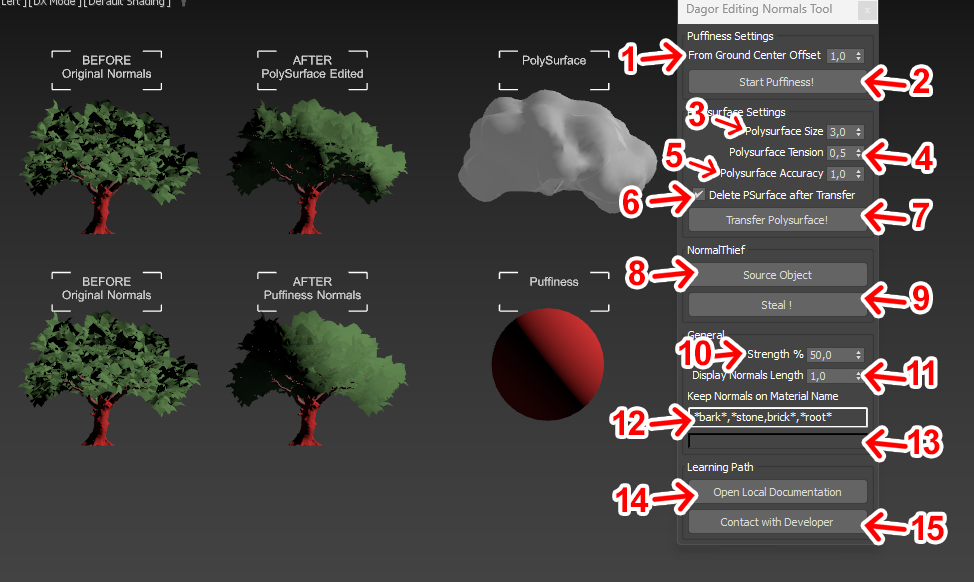 Left ] [DX Mode ] [Default Shading ]
Dagor Editing Normals Tool
x
BEFORE
Original Normals
AFTER
PolySurface Edited
PolySurface
BEFORE
Original Normals
AFTER
Puffiness Normals
Puffiness
Puffiness Settings
1
From Ground Center Offset 1,0
Start Puffiness!
2
Polysurface Settings
3
Polysurface Size 3,0
Polysurface Tension 0,5
4
5
Polysurface Accuracy 1,0
6
Delete PSurface after Transfer
Transfer Polysurface!
7
NormalThief
8
Source Object
Steal !
9
General
10
Strength % 50,0
Display Normals Length 1,0
11
Keep Normals on Material Name
12
*bark*,*stone,brick*,*root*
13
Learning Path
14
Open Local Documentation
Contact with Developer
15